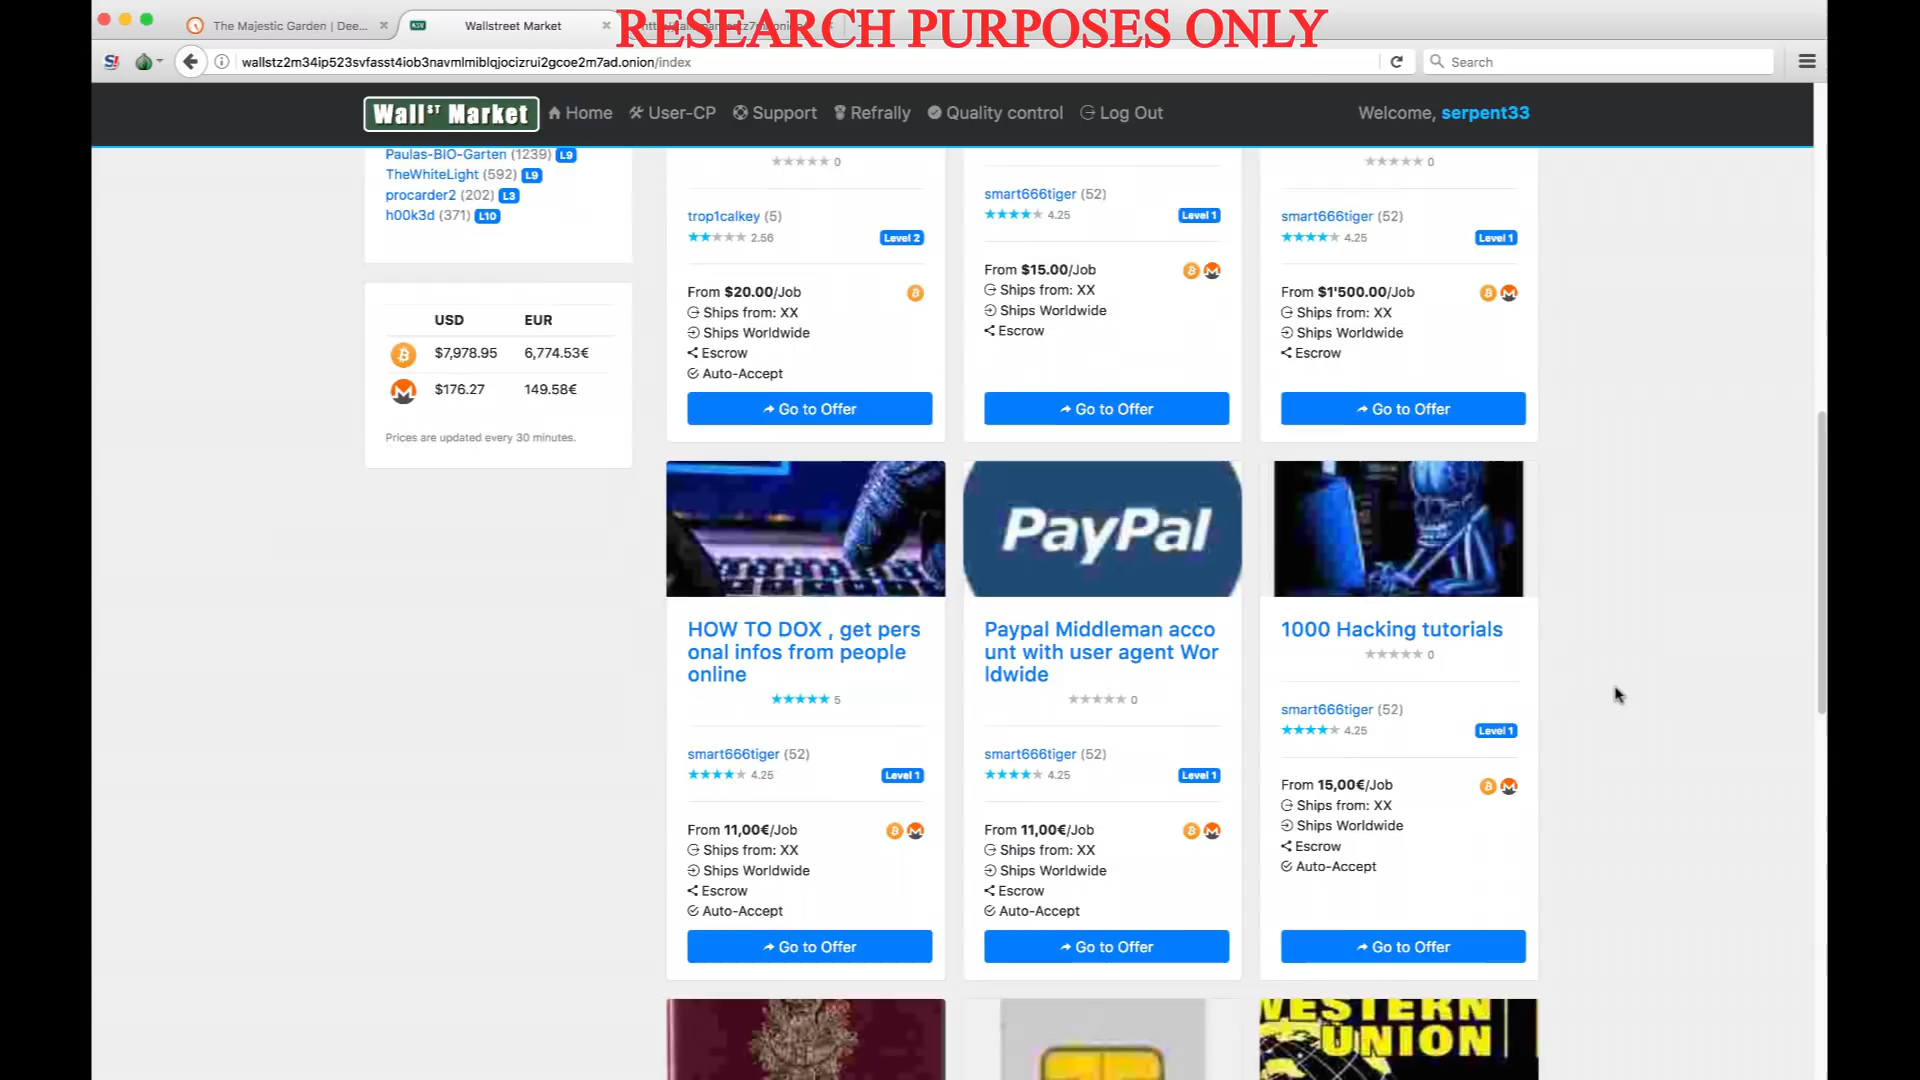 RESEARCH PURPOSES ONLY
The Majestic Garden | Dee...
Wallstreet Market
wallstz2m34ip523svfasst4iob3navmlmiblqjocizrui2gcoe2m7ad.onion/index
Search
Wall ST Market
Home
User-CP
Support
Refrally
Quality control
Log Out
Welcome, serpent33
Paulas-BIO-Garten (1239) L9
TheWhiteLight (592) L9
procarder2 (202) L3
h00k3d (371) L10
USD EUR
$7,978.95 6,774.53€
$176.27 149.58€
Prices are updated every 30 minutes.
0
trop1calkey (5)
2.56 Level 2
From $20.00/Job
Ships from: XX
Ships Worldwide
Escrow
Auto-Accept
Go to Offer
smart666tiger (52)
4.25 Level 1
From $15.00/Job
Ships from: XX
Ships Worldwide
Escrow
Go to Offer
0
smart666tiger (52)
4.25 Level 1
From $1'500.00/Job
Ships from: XX
Ships Worldwide
Escrow
Go to Offer
HOW TO DOX , get pers
onal infos from people
online
5
smart666tiger (52)
4.25 Level 1
From 11,00€/Job
Ships from: XX
Ships Worldwide
Escrow
Auto-Accept
Go to Offer
PayPal
Paypal Middleman acco
unt with user agent Wor
ldwide
0
smart666tiger (52)
4.25 Level 1
From 11,00€/Job
Ships from: XX
Ships Worldwide
Escrow
Auto-Accept
Go to Offer
1000 Hacking tutorials
0
smart666tiger (52)
4.25 Level 1
From 15,00€/Job
Ships from: XX
Ships Worldwide
Escrow
Auto-Accept
Go to Offer
WESTERN
UNION